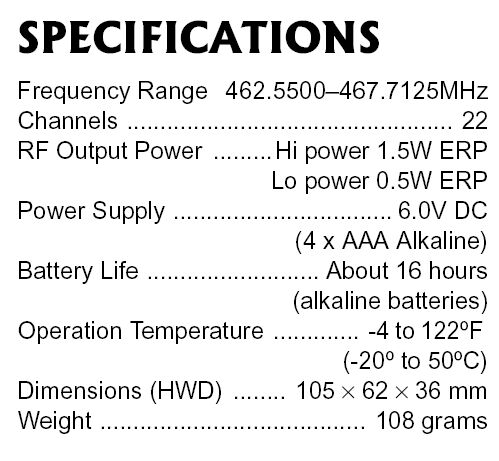 SPECIFICATIONS
Frequency Range 462.5500–467.7125MHz
Channels ................................................. 22
RF Output Power .........Hi power 1.5W ERP
Lo power 0.5W ERP
Power Supply ................................. 6.0V DC
(4 x AAA Alkaline)
Battery Life .......................... About 16 hours
(alkaline batteries)
Operation Temperature ............. -4 to 122ºF
(-20º to 50ºC)
Dimensions (HWD) ........ 105 × 62 × 36 mm
Weight ........................................ 108 grams